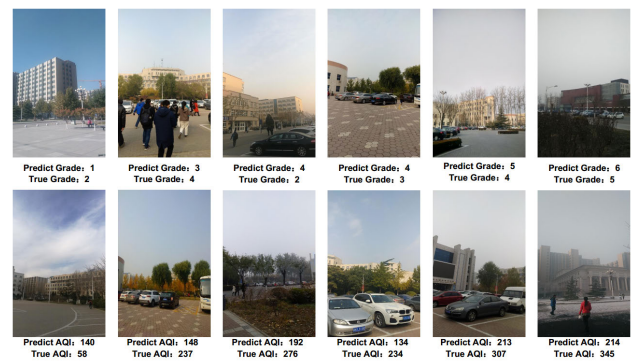 Predict Grade：1
True Grade：2
Predict Grade：3
True Grade：4
Predict Grade：4
True Grade：2
Predict Grade：4
True Grade：3
Predict Grade：5
True Grade：4
Predict Grade：6
True Grade：5
Predict AQI：140
True AQI：58
Predict AQI：148
True AQI：237
Predict AQI：192
True AQI：276
Predict AQI：134
True AQI：234
Predict AQI：213
True AQI：307
Predict AQI：214
True AQI：345